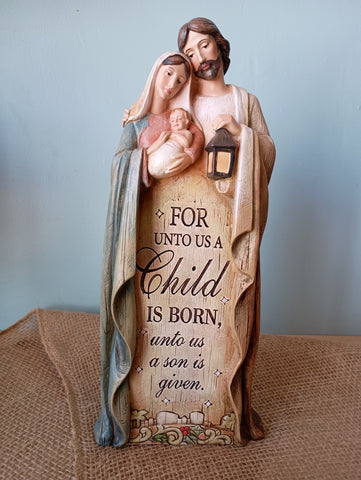 FOR
UNTO US A
Child
IS BORN,
unto us
a son is
given.